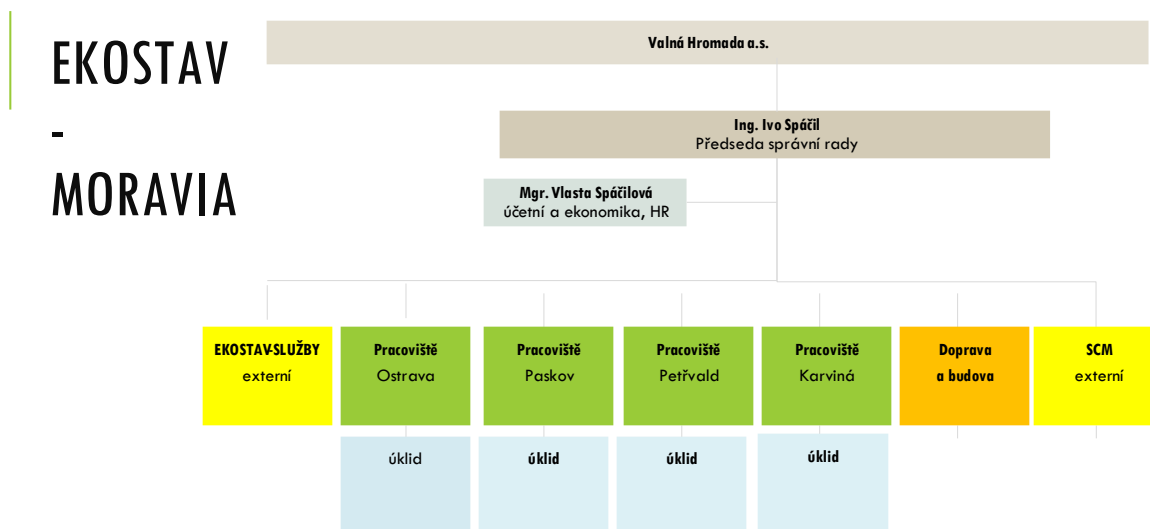 EKOSTAV
-
MORAVIA
Valná Hromada a.s.
Ing. Ivo Spáčil
Předseda správní rady
Mgr. Vlasta Spáčilová
účetní a ekonomika, HR
EKOSTAV-SLUŽBY
externí
Pracoviště
Ostrava
Pracoviště
Paskov
Pracoviště
Petřvald
Pracoviště
Karviná
Doprava
a budova
SCM
externí
úklid
úklid
úklid
úklid